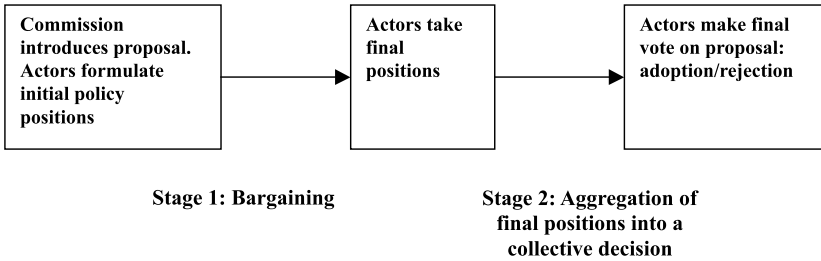 Commission
introduces proposal.
Actors formulate
initial policy
positions
Actors take
final
positions
Actors make final
vote on proposal:
adoption/rejection
Stage 1: Bargaining
Stage 2: Aggregation of
final positions into a
collective decision